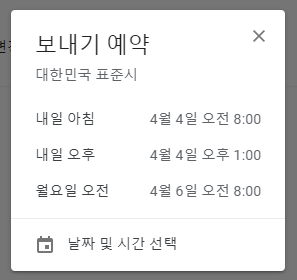 보내기 예약
대한민국 표준시
내일 아침 4월 4일 오전 8:00
내일 오후 4월 4일 오후 1:00
월요일 오전 4월 6일 오전 8:00
날짜 및 시간 선택